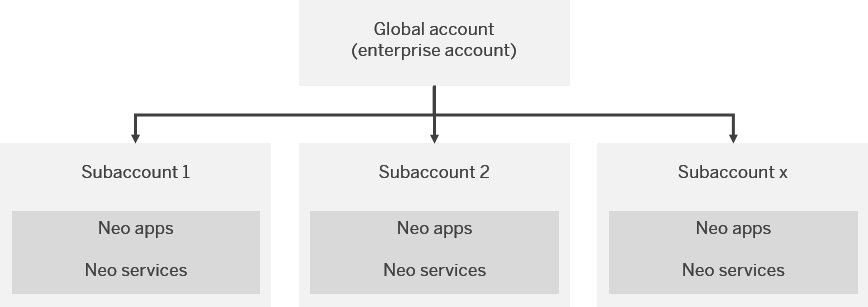 Global account
(enterprise account)
Subaccount 1
Neo apps
Neo services
Subaccount 2
Neo apps
Neo services
Subaccount x
Neo apps
Neo services